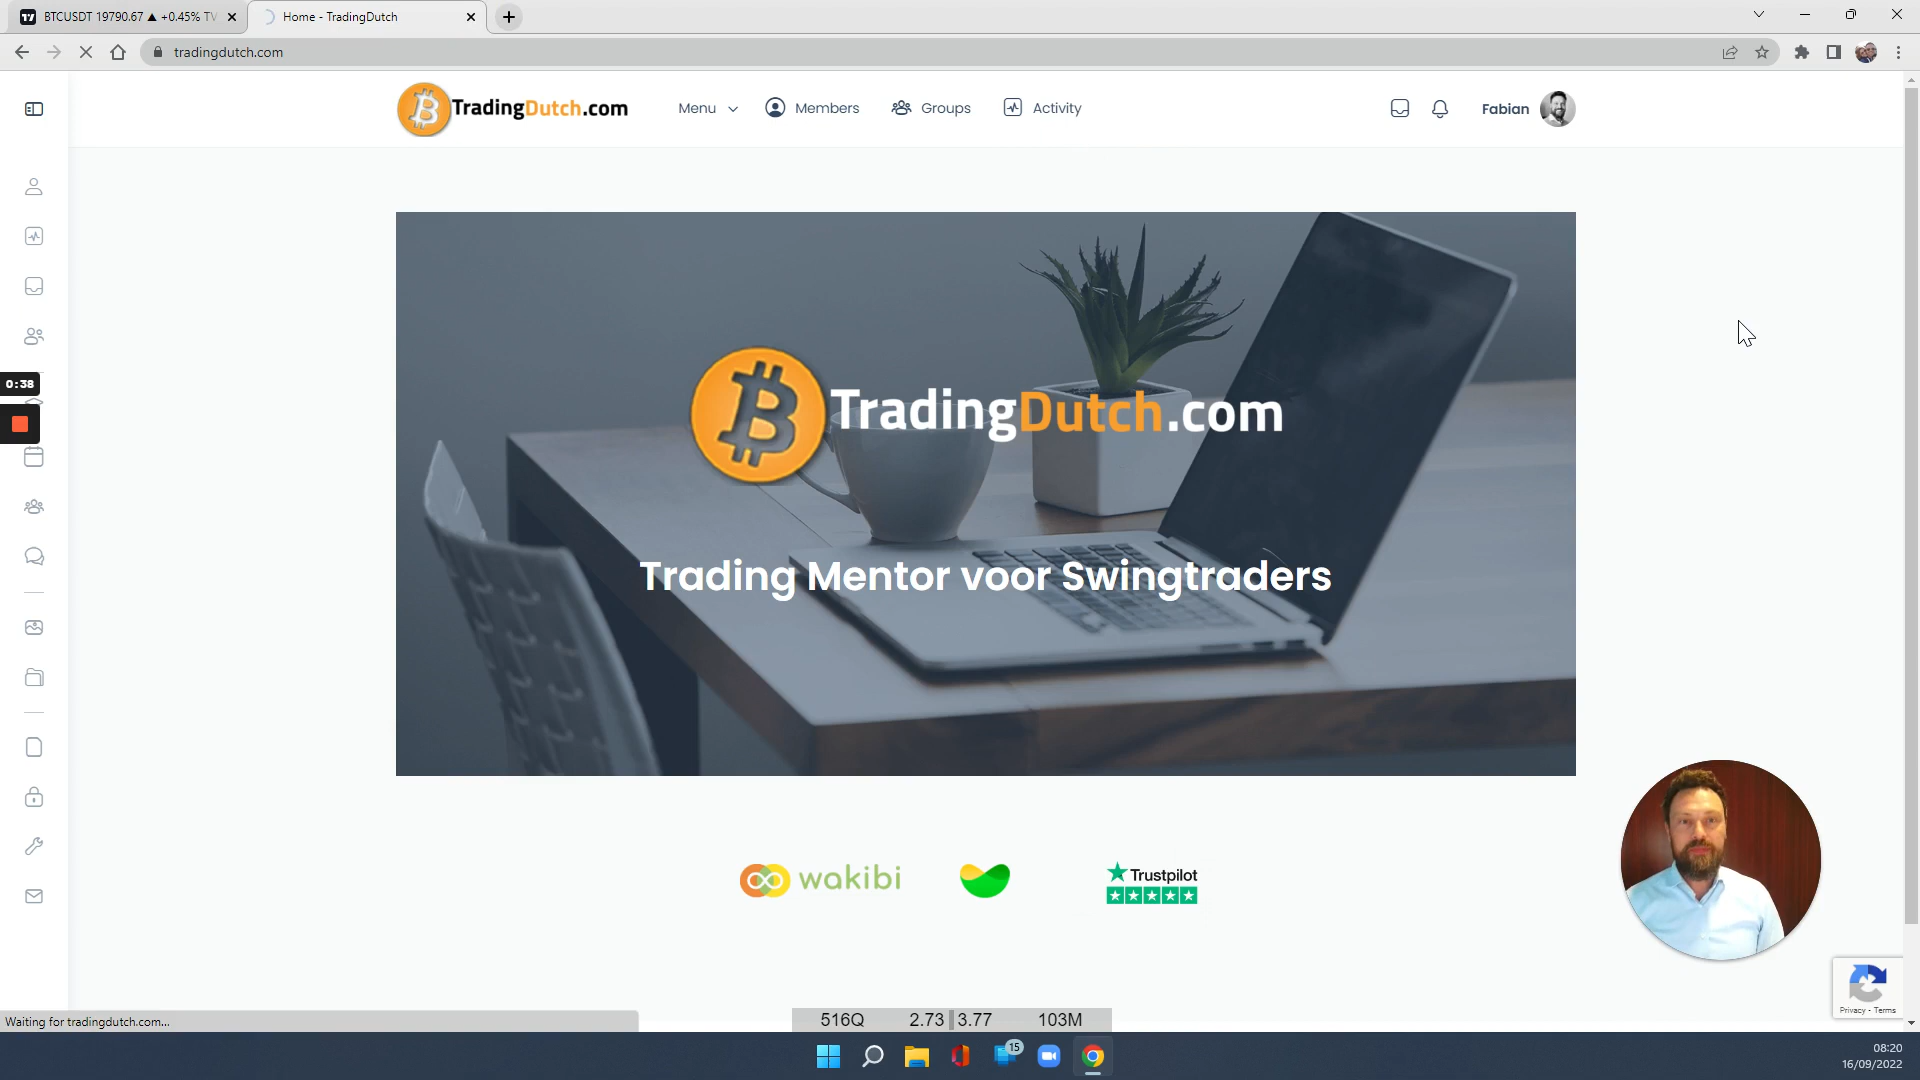 BTCUSDT 19790.67 ▲ +0.45% TV
Home - TradingDutch
tradingdutch.com
TradingDutch.com
Menu
Members
Groups
Activity
Fabian
0:38
TradingDutch.com
Trading Mentor voor Swingtraders
wakibi
Trustpilot
Privacy - Terms
Waiting for tradingdutch.com...
516Q 2.73 3.77 103M
15
08:20
16/09/2022